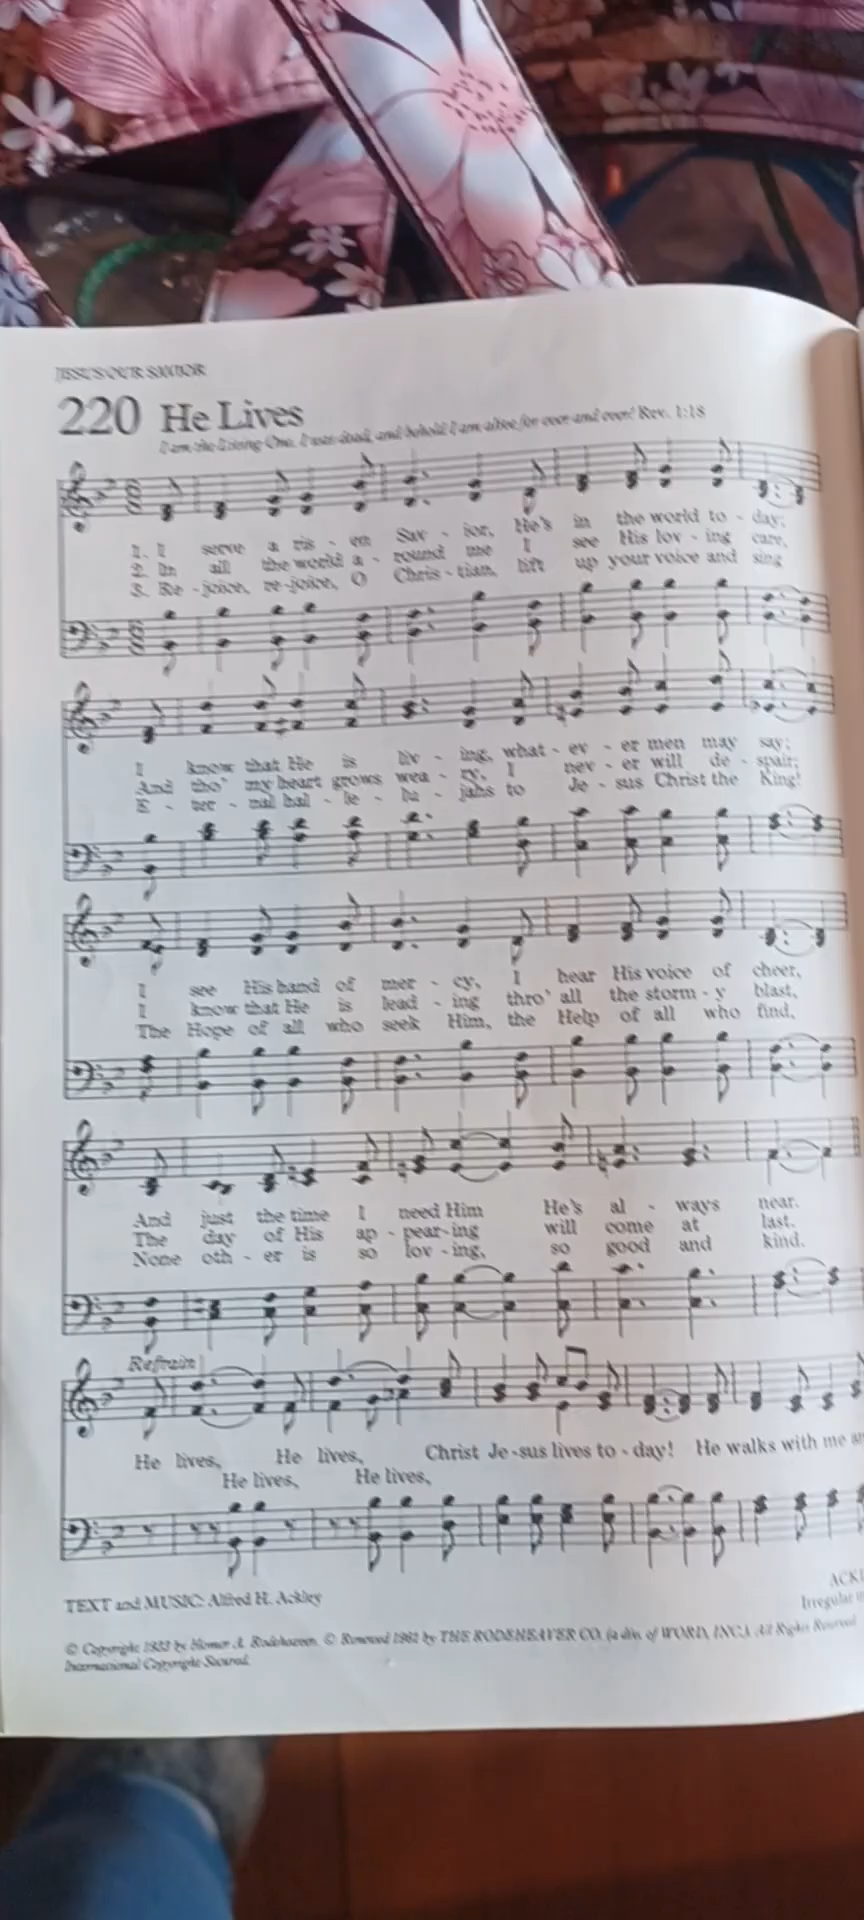 JESUS OUR SAVIOR
220 He Lives
I am the Living One. I was dead, and behold I am alive for ever and ever! Rev. 1:18
1. I serve a ris - en Sav - ior, He's in the world to - day;
2. In all the world a - round me I see His lov - ing care,
3. Re - joice, re - joice, O Chris - tian, lift up your voice and sing
I know that He is liv - ing, what - ev - er men may say;
And tho' my heart grows wea - ry, I nev - er will de - spair;
E - ter - nal hal - le - lu - jahs to Je - sus Christ the King!
I see His hand of mer - cy, I hear His voice of cheer,
I know that He is lead - ing thro' all the storm - y blast,
The Hope of all who seek Him, the Help of all who find,
And just the time I need Him He's al - ways near.
The day of His ap - pear - ing will come at last.
None oth - er is so lov - ing, so good and kind.
Refrain
He lives, He lives, Christ Je - sus lives to - day! He walks with me
He lives, He lives,
TEXT and MUSIC: Alfred H. Ackley
Irregular
© Copyright 1933 by Homer A. Rodeheaver. © Renewed 1961 by THE RODEHEAVER CO. (a div. of WORD, INC.). All Rights Reserved.
International Copyright Secured.